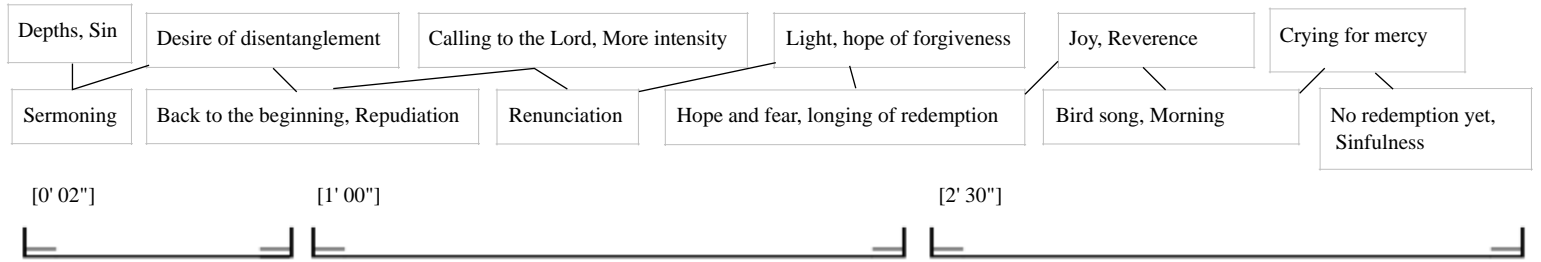 Depths, Sin
Desire of disentanglement
Calling to the Lord, More intensity
Light, hope of forgiveness
Joy, Reverence
Crying for mercy
Sermoning
Back to the beginning, Repudiation
Renunciation
Hope and fear, longing of redemption
Bird song, Morning
No redemption yet,
Sinfulness
[0' 02"]
[1' 00"]
[2' 30"]